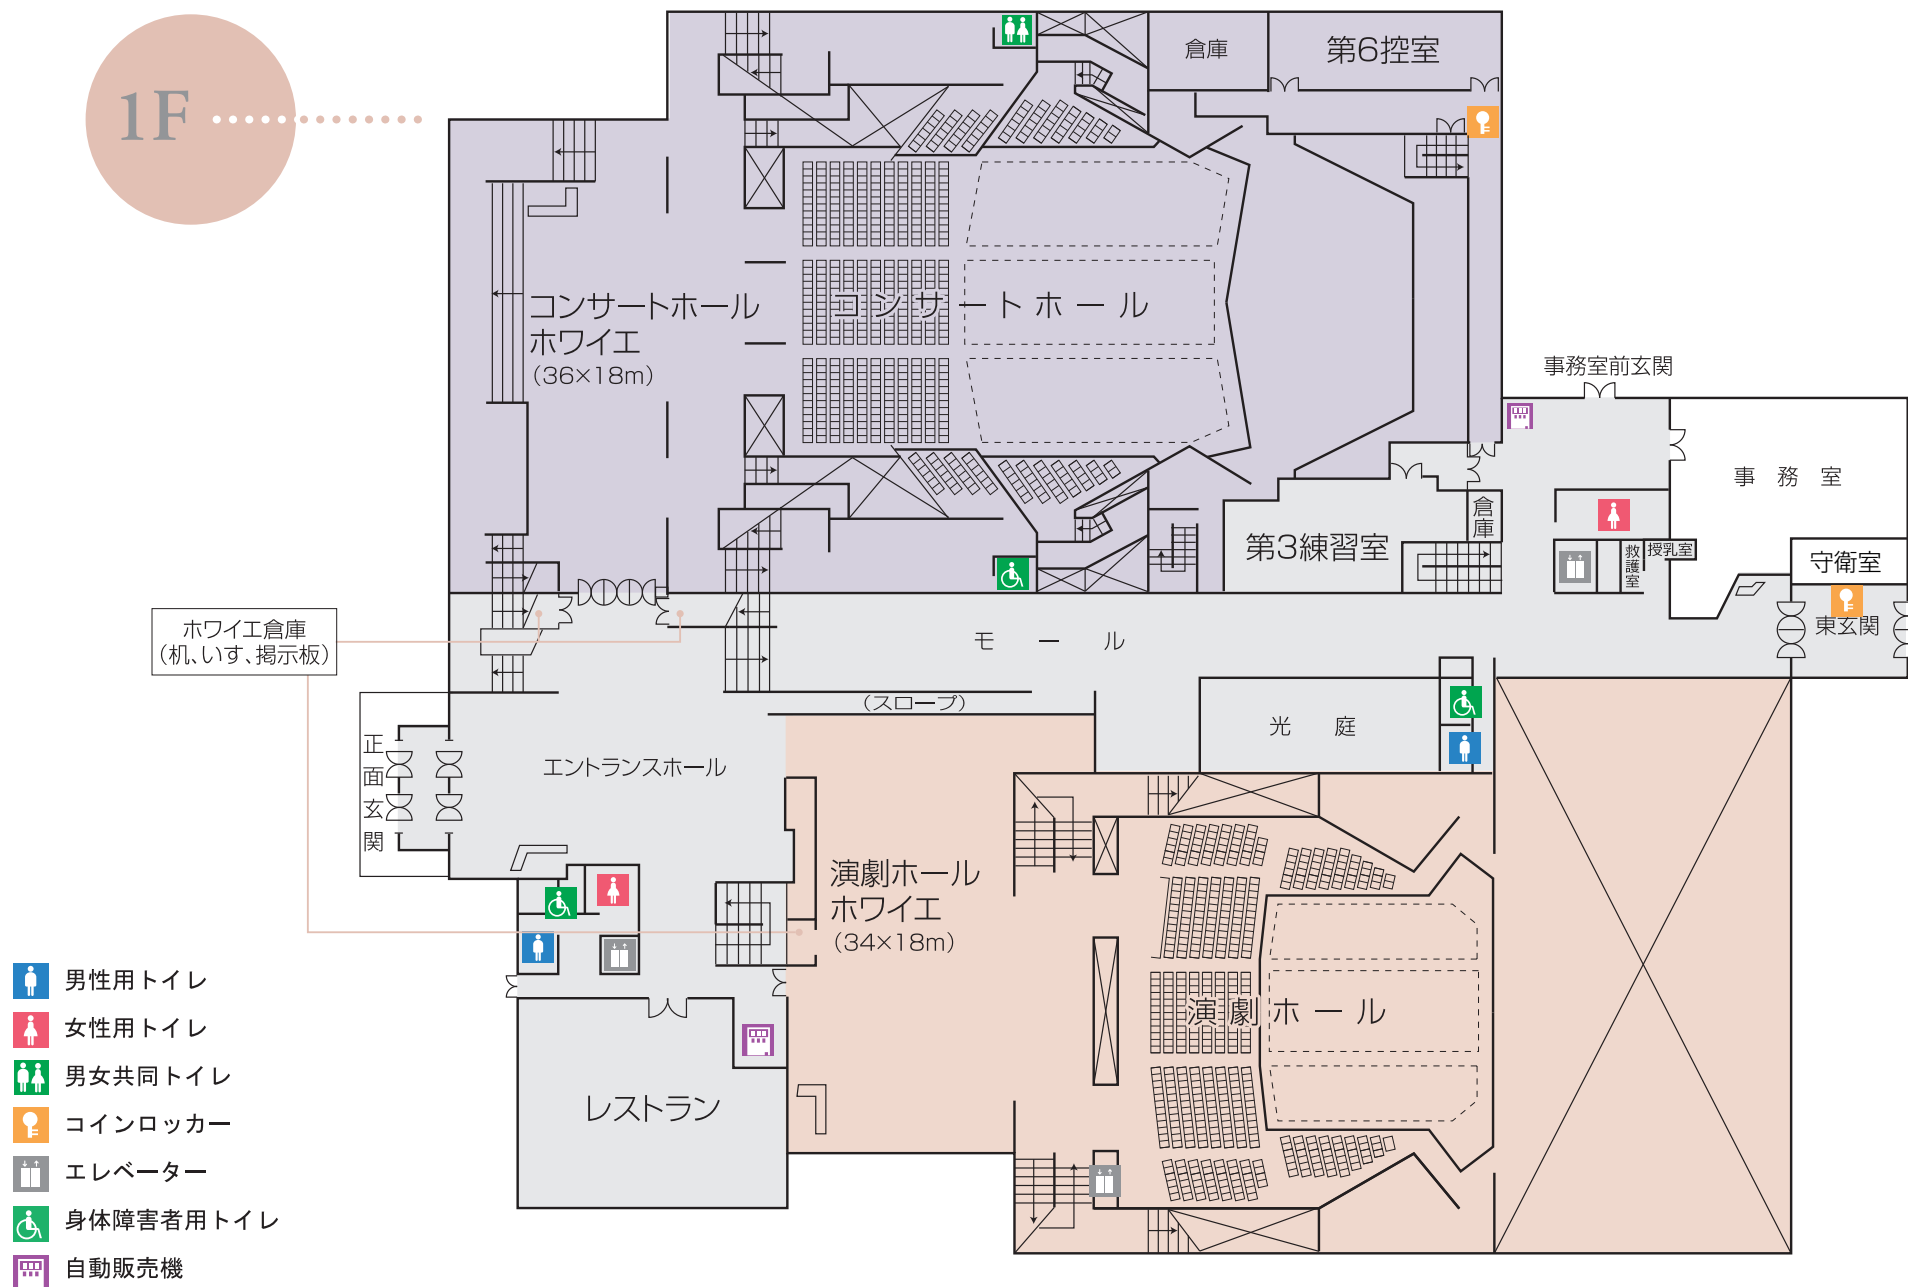 1F
倉庫
第6控室
コンサートホール
ホワイエ
（36×18m）
コンサートホール
事務室前玄関
事務室
倉庫
第3練習室
救護室
授乳室
守衛室
東玄関
ホワイエ倉庫
（机、いす、掲示板）
モール
（スロープ）
光庭
正面玄関
エントランスホール
演劇ホール
ホワイエ
（34×18m）
演劇ホール
レストラン
男性用トイレ
女性用トイレ
男女共同トイレ
コインロッカー
エレベーター
身体障害者用トイレ
自動販売機